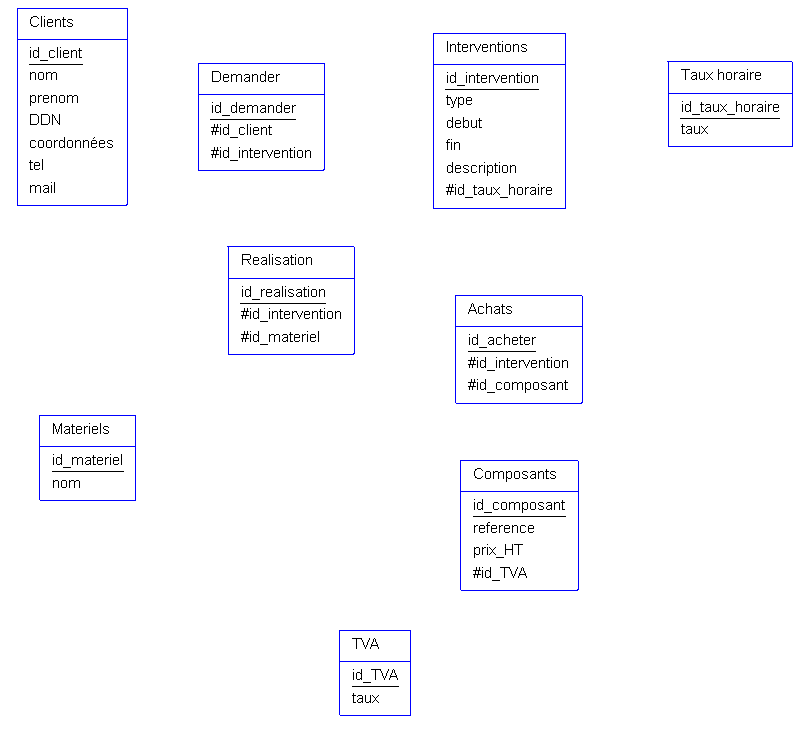 Clients
id_client
nom
prenom
DDN
coordonnées
tel
mail
Demander
id_demander
#id_client
#id_intervention
Interventions
id_intervention
type
debut
fin
description
#id_taux_horaire
Taux horaire
id_taux_horaire
taux
Realisation
id_realisation
#id_intervention
#id_materiel
Achats
id_acheter
#id_intervention
#id_composant
Materiels
id_materiel
nom
Composants
id_composant
reference
prix_HT
#id_TVA
TVA
id_TVA
taux